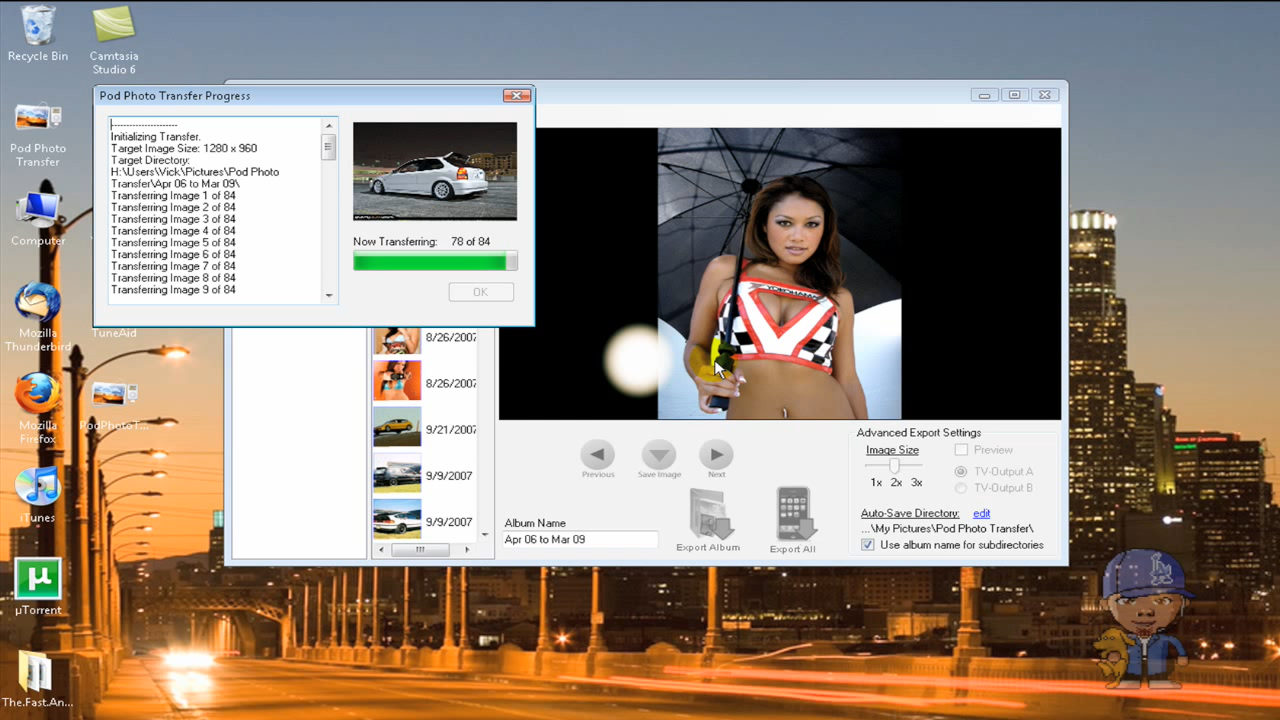 Recycle Bin
Camtasia
Studio 6
Pod Photo
Transfer
Computer
Mozilla
Thunderbird
TuneAid
Mozilla
Firefox
PodPhotoT...
iTunes
µ
µTorrent
The.Fast.An...
Pod Photo Transfer Progress
--------------------
Initializing Transfer.
Target Image Size: 1280 x 960
Target Directory:
H:\Users\Vick\Pictures\Pod Photo
Transfer\Apr 06 to Mar 09\
Transferring Image 1 of 84
Transferring Image 2 of 84
Transferring Image 3 of 84
Transferring Image 4 of 84
Transferring Image 5 of 84
Transferring Image 6 of 84
Transferring Image 7 of 84
Transferring Image 8 of 84
Transferring Image 9 of 84
Now Transferring: 78 of 84
OK
8/26/2007
8/26/2007
9/21/2007
9/9/2007
9/9/2007
YOKOHAMA
Previous
Save Image
Next
Album Name
Apr 06 to Mar 09
Export Album
Export All
Advanced Export Settings
Image Size
Preview
1x 2x 3x
TV-Output A
TV-Output B
Auto-Save Directory: edit
...\My Pictures\Pod Photo Transfer\
Use album name for subdirectories
LA